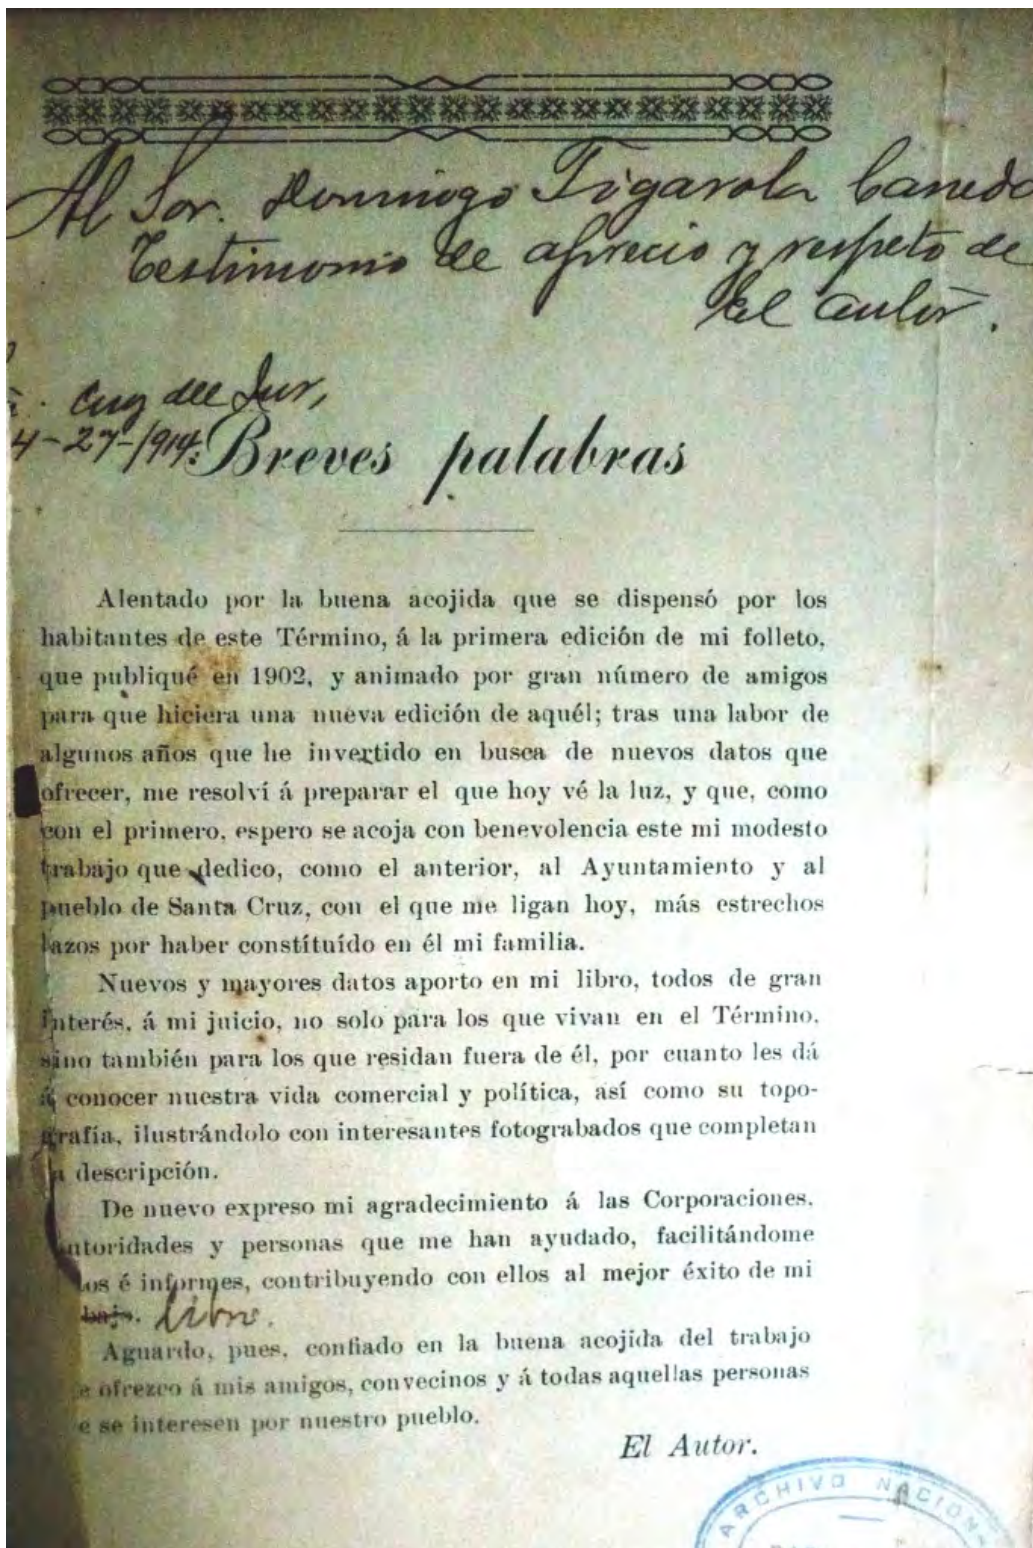 Al Sor. Domingo Figarola Caneda
Testimonio de aprecio y respeto de
el autor.
Cruz del Sur,
4-27-/914:
Breves palabras
Alentado por la buena acojida que se dispensó por los
habitantes de este Término, á la primera edición de mi folleto,
que publiqué en 1902, y animado por gran número de amigos
para que hiciera una nueva edición de aquél; tras una labor de
algunos años que he invertido en busca de nuevos datos que
ofrecer, me resolví á preparar el que hoy vé la luz, y que, como
con el primero, espero se acoja con benevolencia este mi modesto
trabajo que dedico, como el anterior, al Ayuntamiento y al
pueblo de Santa Cruz, con el que me ligan hoy, más estrechos
lazos por haber constítuído en él mi familia.
Nuevos y mayores datos aporto en mi libro, todos de gran
interés, á mi juicio, no solo para los que vivan en el Término,
sino también para los que residan fuera de él, por cuanto les dá
á conocer nuestra vida comercial y política, así como su topo-
grafía, ilustrándolo con interesantes fotograbados que completan
a descripción.
De nuevo expreso mi agradecimiento á las Corporaciones,
utoridades y personas que me han ayudado, facilitándome
os é informes, contribuyendo con ellos al mejor éxito de mi
bajo. libro.
Aguardo, pues, confiado en la buena acojida del trabajo
e ofrezco á mis amigos, convecinos y á todas aquellas personas
e se interesen por nuestro pueblo.
El Autor.
ARCHIVO NACION